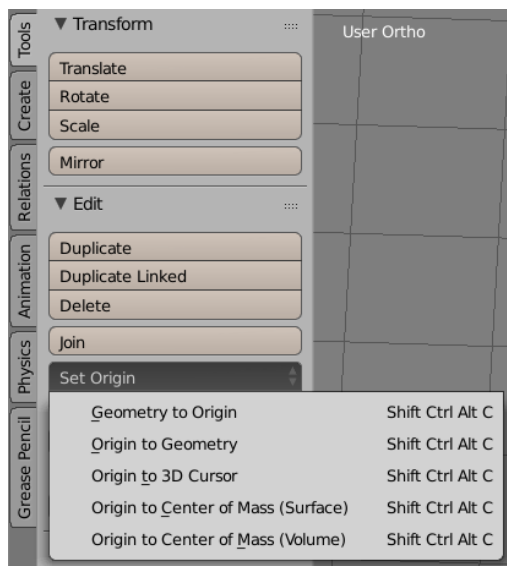 Tools
Create
Relations
Animation
Physics
Grease Pencil
Transform
Translate
Rotate
Scale
Mirror
Edit
Duplicate
Duplicate Linked
Delete
Join
Set Origin
Geometry to Origin Shift Ctrl Alt C
Origin to Geometry Shift Ctrl Alt C
Origin to 3D Cursor Shift Ctrl Alt C
Origin to Center of Mass (Surface) Shift Ctrl Alt C
Origin to Center of Mass (Volume) Shift Ctrl Alt C
User Ortho